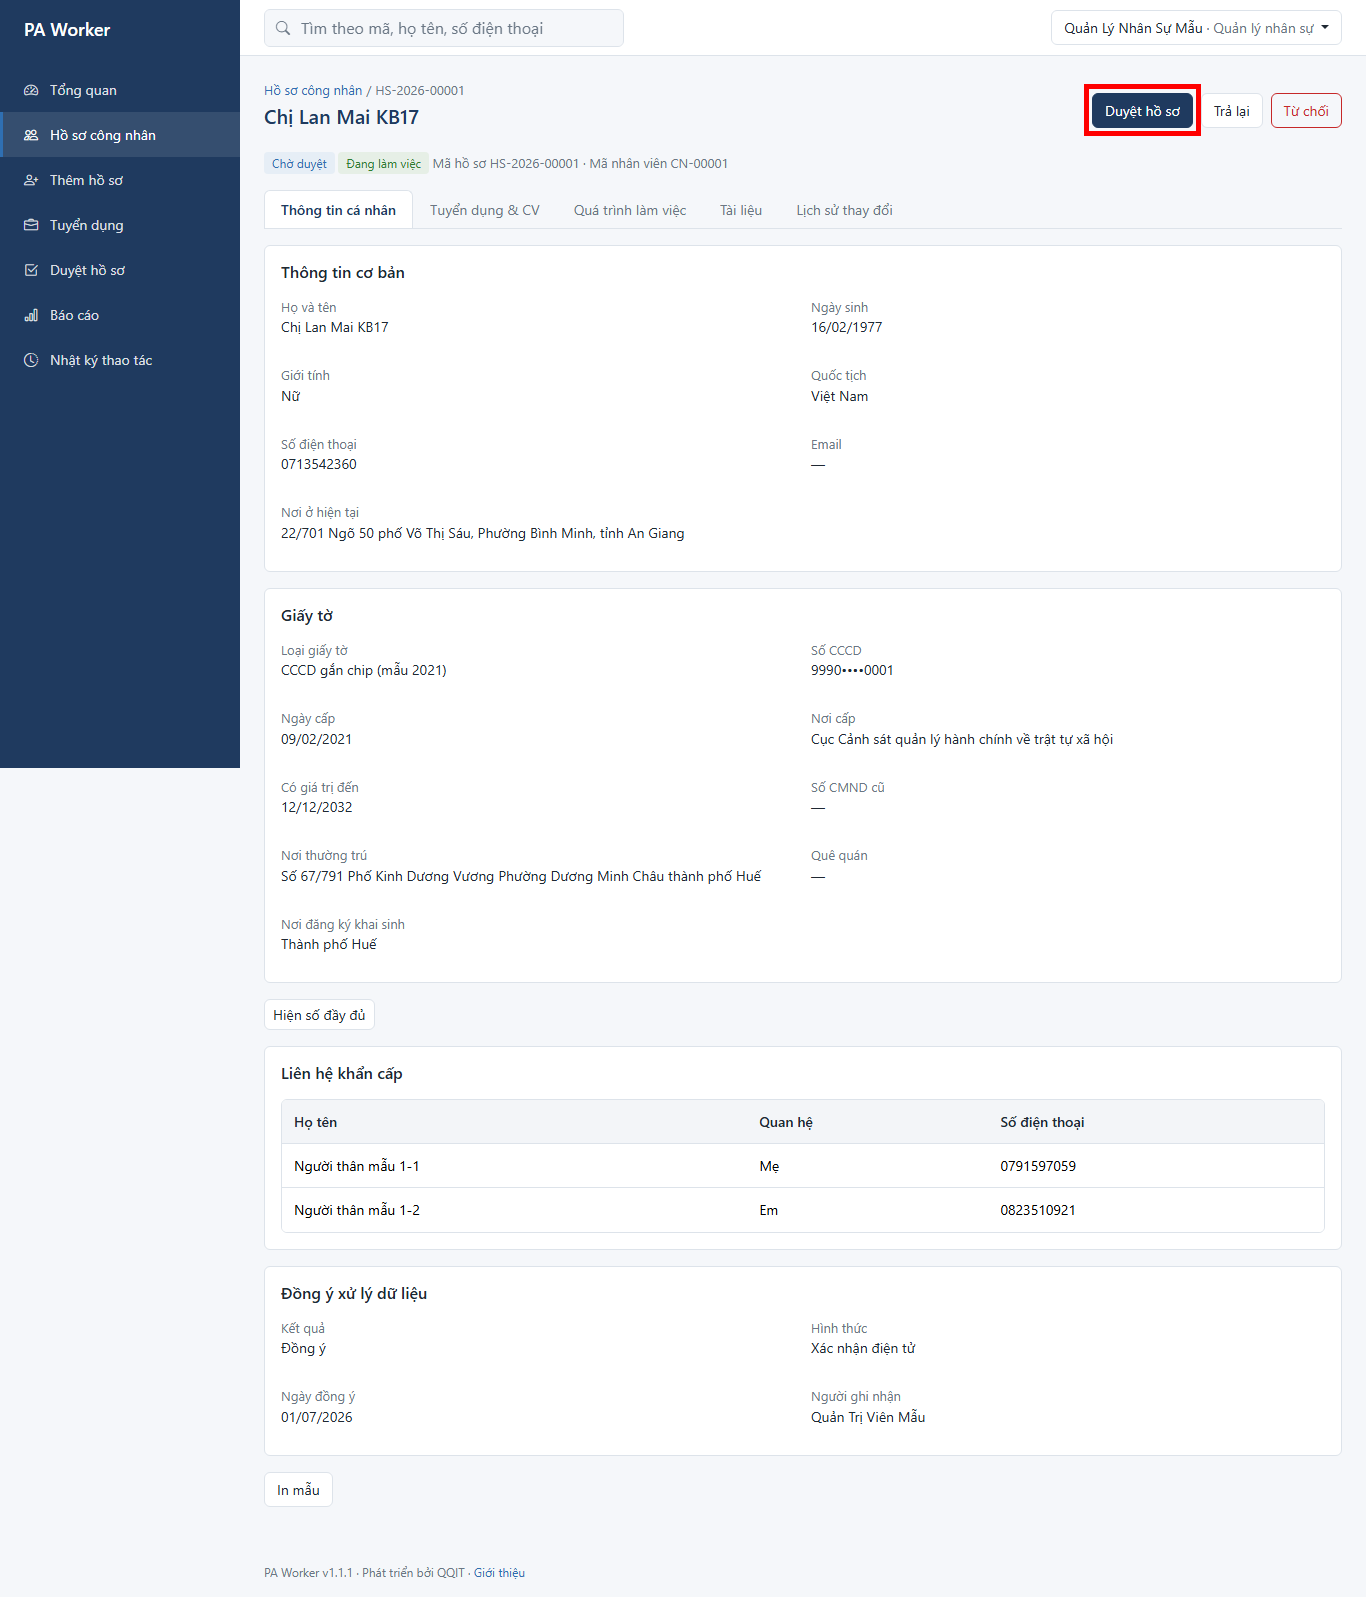 PA Worker
Tìm theo mã, họ tên, số điện thoại
Quản Lý Nhân Sự Mẫu · Quản lý nhân sự
Tổng quan
Hồ sơ công nhân
Thêm hồ sơ
Tuyển dụng
Duyệt hồ sơ
Báo cáo
Nhật ký thao tác
Hồ sơ công nhân / HS-2026-00001
Chị Lan Mai KB17
Duyệt hồ sơ
Trả lại
Từ chối
Chờ duyệt Đang làm việc Mã hồ sơ HS-2026-00001 · Mã nhân viên CN-00001
Thông tin cá nhân
Tuyển dụng & CV
Quá trình làm việc
Tài liệu
Lịch sử thay đổi
Thông tin cơ bản
Họ và tên
Chị Lan Mai KB17
Ngày sinh
16/02/1977
Giới tính
Nữ
Quốc tịch
Việt Nam
Số điện thoại
0713542360
Email
—
Nơi ở hiện tại
22/701 Ngõ 50 phố Võ Thị Sáu, Phường Bình Minh, tỉnh An Giang
Giấy tờ
Loại giấy tờ
CCCD gắn chip (mẫu 2021)
Số CCCD
9990••••0001
Ngày cấp
09/02/2021
Nơi cấp
Cục Cảnh sát quản lý hành chính về trật tự xã hội
Có giá trị đến
12/12/2032
Số CMND cũ
—
Nơi thường trú
Số 67/791 Phố Kinh Dương Vương Phường Dương Minh Châu thành phố Huế
Quê quán
—
Nơi đăng ký khai sinh
Thành phố Huế
Hiện số đầy đủ
Liên hệ khẩn cấp
Họ tên Quan hệ Số điện thoại
Người thân mẫu 1-1 Mẹ 0791597059
Người thân mẫu 1-2 Em 0823510921
Đồng ý xử lý dữ liệu
Kết quả
Đồng ý
Hình thức
Xác nhận điện tử
Ngày đồng ý
01/07/2026
Người ghi nhận
Quản Trị Viên Mẫu
In mẫu
PA Worker v1.1.1 · Phát triển bởi QQIT · Giới thiệu